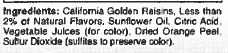 Ingredients: California Golden Raisins, Less than
2% of Natural Flavors, Sunflower Oil, Citric Acid,
Vegetable Juices (for color), Dried Orange Peel,
Sulfur Dioxide (sulfites to preserve color).